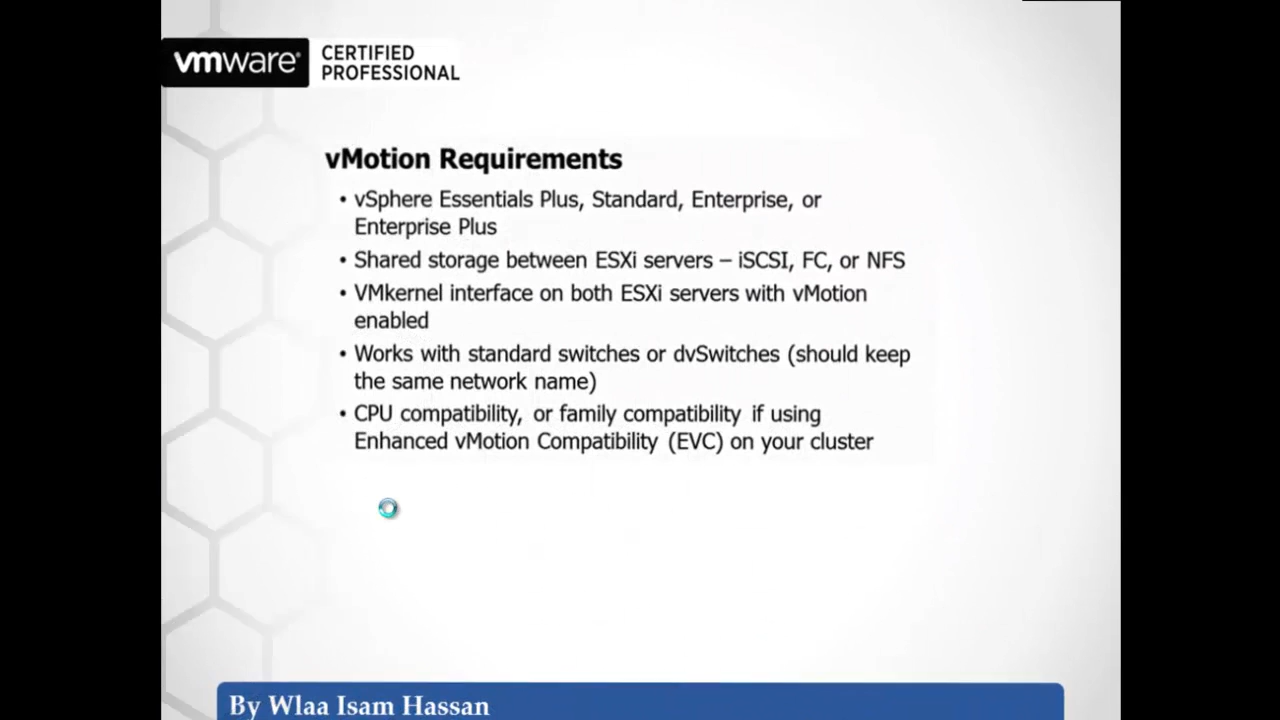 vmware® CERTIFIED
PROFESSIONAL
vMotion Requirements
• vSphere Essentials Plus, Standard, Enterprise, or
Enterprise Plus
• Shared storage between ESXi servers – iSCSI, FC, or NFS
• VMkernel interface on both ESXi servers with vMotion
enabled
• Works with standard switches or dvSwitches (should keep
the same network name)
• CPU compatibility, or family compatibility if using
Enhanced vMotion Compatibility (EVC) on your cluster
By Wlaa Isam Hassan